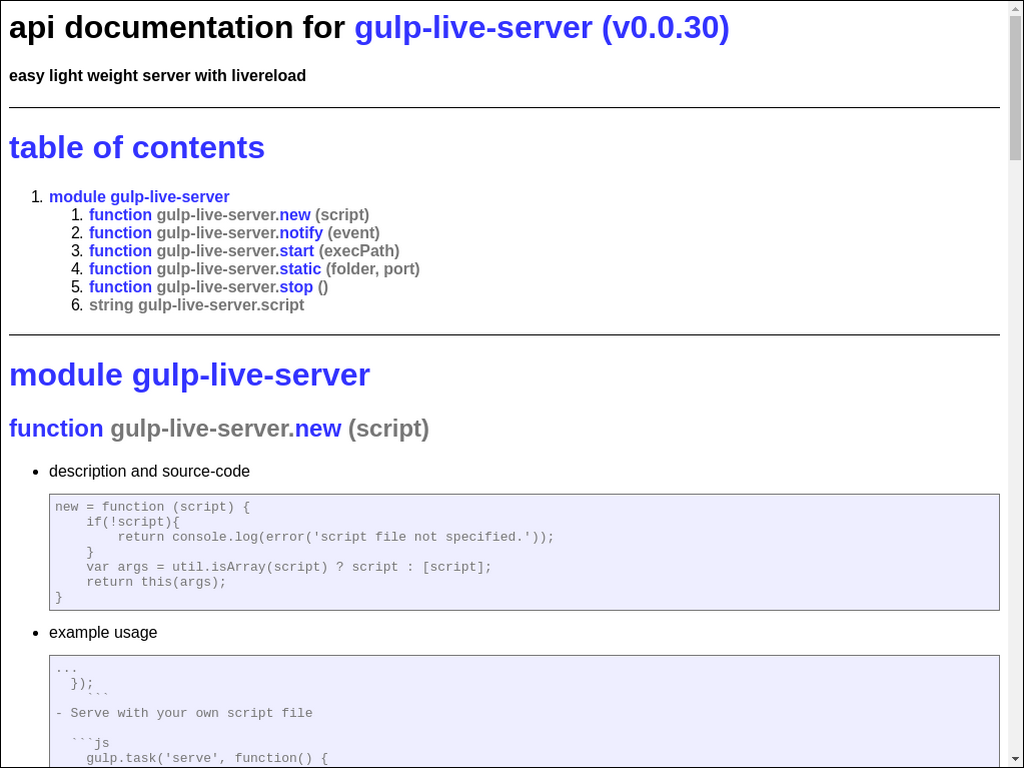 api documentation for gulp-live-server (v0.0.30)
easy light weight server with livereload
table of contents
1. module gulp-live-server
1. function gulp-live-server.new (script)
2. function gulp-live-server.notify (event)
3. function gulp-live-server.start (execPath)
4. function gulp-live-server.static (folder, port)
5. function gulp-live-server.stop ()
6. string gulp-live-server.script
module gulp-live-server
function gulp-live-server.new (script)
• description and source-code
new = function (script) {
    if(!script){
        return console.log(error('script file not specified.'));
    }
    var args = util.isArray(script) ? script : [script];
    return this(args);
}
• example usage
...
  });
    ```
- Serve with your own script file
  ```js
    gulp.task('serve', function() {